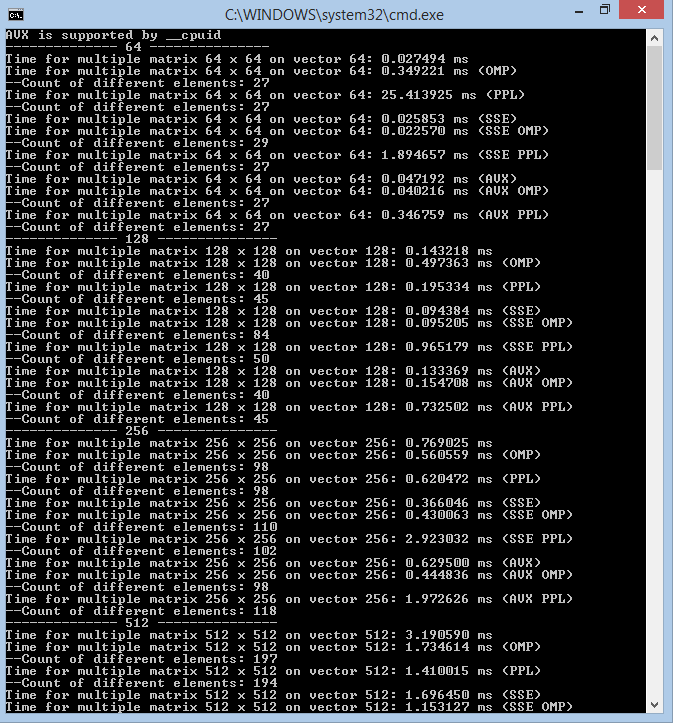 C:\WINDOWS\system32\cmd.exe
AVX is supported by __cpuid
-------------- 64 ---------------
Time for multiple matrix 64 x 64 on vector 64: 0.027494 ms
Time for multiple matrix 64 x 64 on vector 64: 0.349221 ms (OMP)
--Count of different elements: 27
Time for multiple matrix 64 x 64 on vector 64: 25.413925 ms (PPL)
--Count of different elements: 27
Time for multiple matrix 64 x 64 on vector 64: 0.025853 ms (SSE)
Time for multiple matrix 64 x 64 on vector 64: 0.022570 ms (SSE OMP)
--Count of different elements: 29
Time for multiple matrix 64 x 64 on vector 64: 1.894657 ms (SSE PPL)
--Count of different elements: 27
Time for multiple matrix 64 x 64 on vector 64: 0.047192 ms (AVX)
Time for multiple matrix 64 x 64 on vector 64: 0.040216 ms (AVX OMP)
--Count of different elements: 27
Time for multiple matrix 64 x 64 on vector 64: 0.346759 ms (AVX PPL)
--Count of different elements: 27
-------------- 128 ---------------
Time for multiple matrix 128 x 128 on vector 128: 0.143218 ms
Time for multiple matrix 128 x 128 on vector 128: 0.497363 ms (OMP)
--Count of different elements: 40
Time for multiple matrix 128 x 128 on vector 128: 0.195334 ms (PPL)
--Count of different elements: 45
Time for multiple matrix 128 x 128 on vector 128: 0.094384 ms (SSE)
Time for multiple matrix 128 x 128 on vector 128: 0.095205 ms (SSE OMP)
--Count of different elements: 84
Time for multiple matrix 128 x 128 on vector 128: 0.965179 ms (SSE PPL)
--Count of different elements: 50
Time for multiple matrix 128 x 128 on vector 128: 0.133369 ms (AVX)
Time for multiple matrix 128 x 128 on vector 128: 0.154708 ms (AVX OMP)
--Count of different elements: 40
Time for multiple matrix 128 x 128 on vector 128: 0.732502 ms (AVX PPL)
--Count of different elements: 45
-------------- 256 ---------------
Time for multiple matrix 256 x 256 on vector 256: 0.769025 ms
Time for multiple matrix 256 x 256 on vector 256: 0.560559 ms (OMP)
--Count of different elements: 98
Time for multiple matrix 256 x 256 on vector 256: 0.620472 ms (PPL)
--Count of different elements: 98
Time for multiple matrix 256 x 256 on vector 256: 0.366046 ms (SSE)
Time for multiple matrix 256 x 256 on vector 256: 0.430063 ms (SSE OMP)
--Count of different elements: 110
Time for multiple matrix 256 x 256 on vector 256: 2.923032 ms (SSE PPL)
--Count of different elements: 102
Time for multiple matrix 256 x 256 on vector 256: 0.629500 ms (AVX)
Time for multiple matrix 256 x 256 on vector 256: 0.444836 ms (AVX OMP)
--Count of different elements: 98
Time for multiple matrix 256 x 256 on vector 256: 1.972626 ms (AVX PPL)
--Count of different elements: 118
-------------- 512 ---------------
Time for multiple matrix 512 x 512 on vector 512: 3.190590 ms
Time for multiple matrix 512 x 512 on vector 512: 1.734614 ms (OMP)
--Count of different elements: 197
Time for multiple matrix 512 x 512 on vector 512: 1.410015 ms (PPL)
--Count of different elements: 194
Time for multiple matrix 512 x 512 on vector 512: 1.696450 ms (SSE)
Time for multiple matrix 512 x 512 on vector 512: 1.153127 ms (SSE OMP)